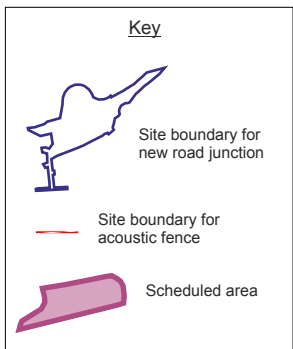 Key
Site boundary for
new road junction
Site boundary for
acoustic fence
Scheduled area